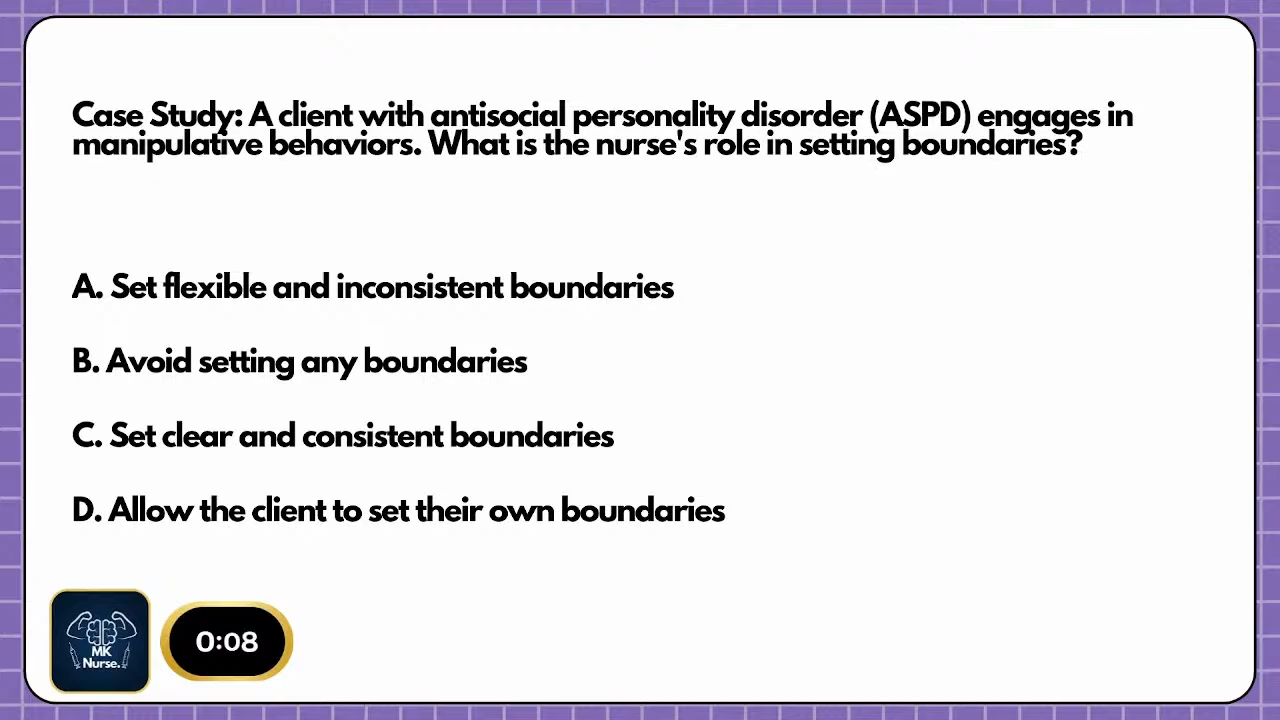 Case Study: A client with antisocial personality disorder (ASPD) engages in
manipulative behaviors. What is the nurse's role in setting boundaries?
A. Set flexible and inconsistent boundaries
B. Avoid setting any boundaries
C. Set clear and consistent boundaries
D. Allow the client to set their own boundaries
MK
Nurse.
0:08